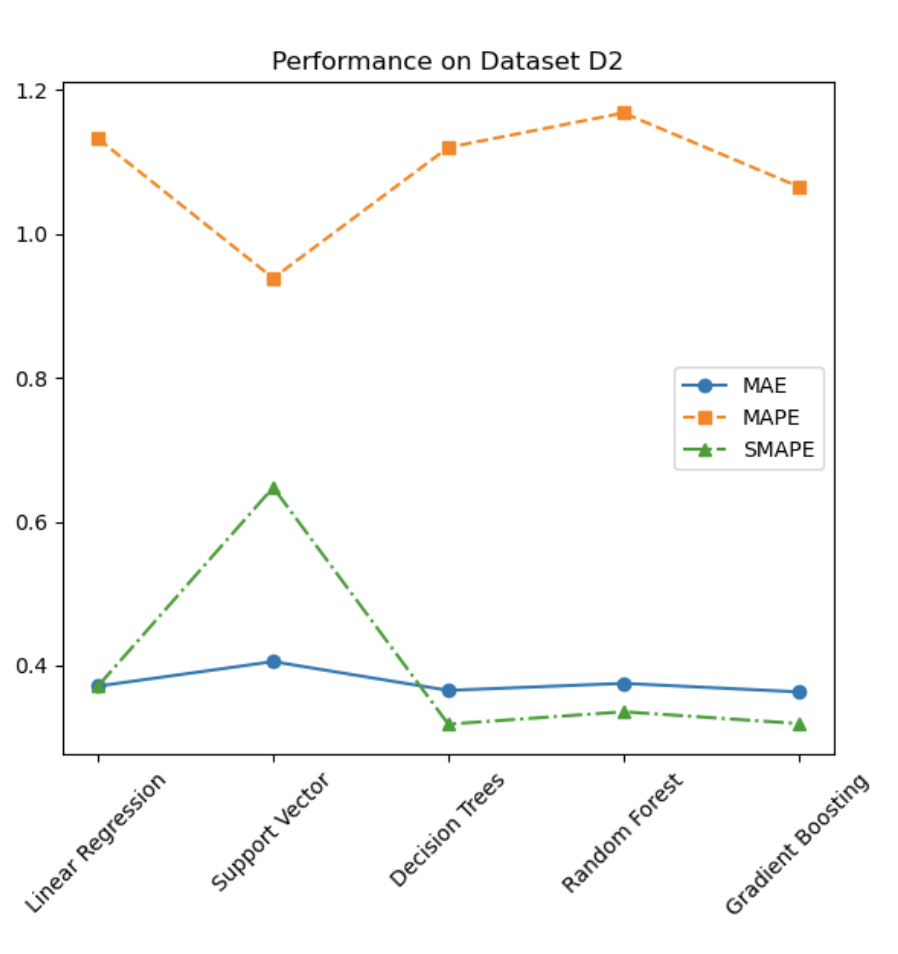 Performance on Dataset D2
1.2
1.0
0.8
0.6
0.4
MAE
MAPE
SMAPE
Linear Regression
Support Vector
Decision Trees
Random Forest
Gradient Boosting